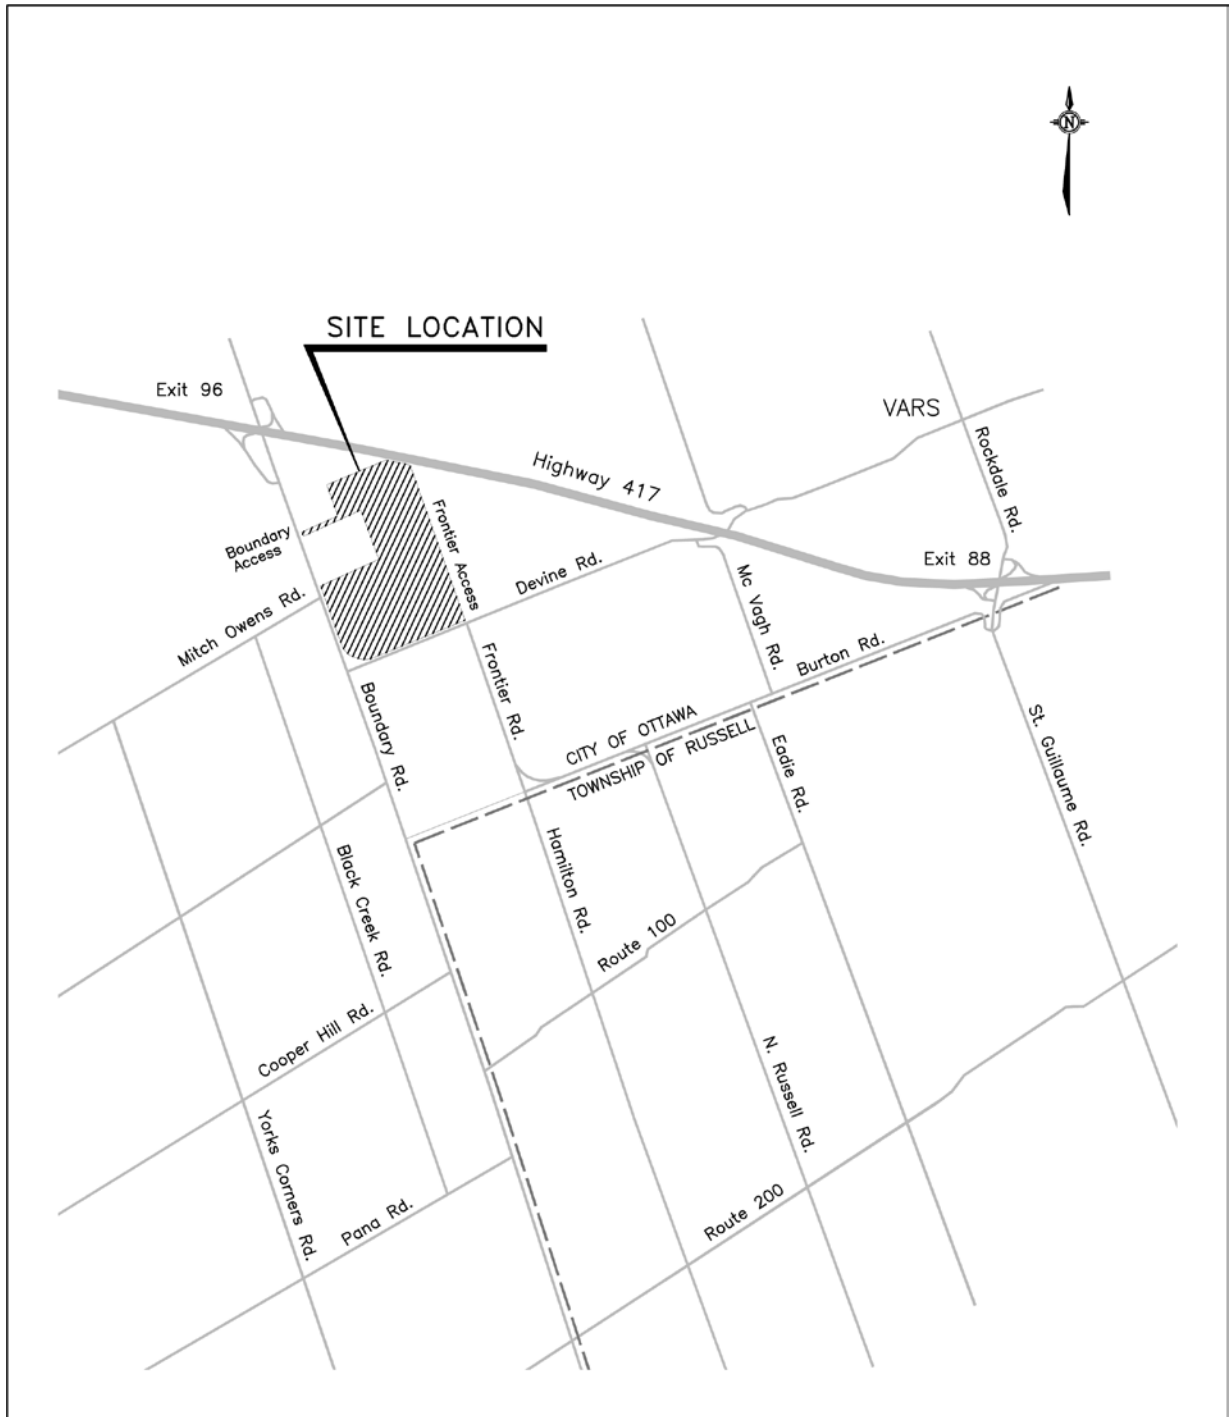 N
SITE LOCATION
Exit 96
VARS
Rockdale Rd.
Highway 417
Frontier Access
Boundary
Access
Exit 88
Devine Rd.
Mc Vagh Rd.
Mitch Owens Rd.
Frontier Rd.
Burton Rd.
Boundary Rd.
CITY OF OTTAWA
TOWNSHIP OF RUSSELL
Eadie Rd.
St. Guillaume Rd.
Hamilton Rd.
Black Creek Rd.
Route 100
Cooper Hill Rd.
N. Russell Rd.
Yorks Corners Rd.
Pana Rd.
Route 200